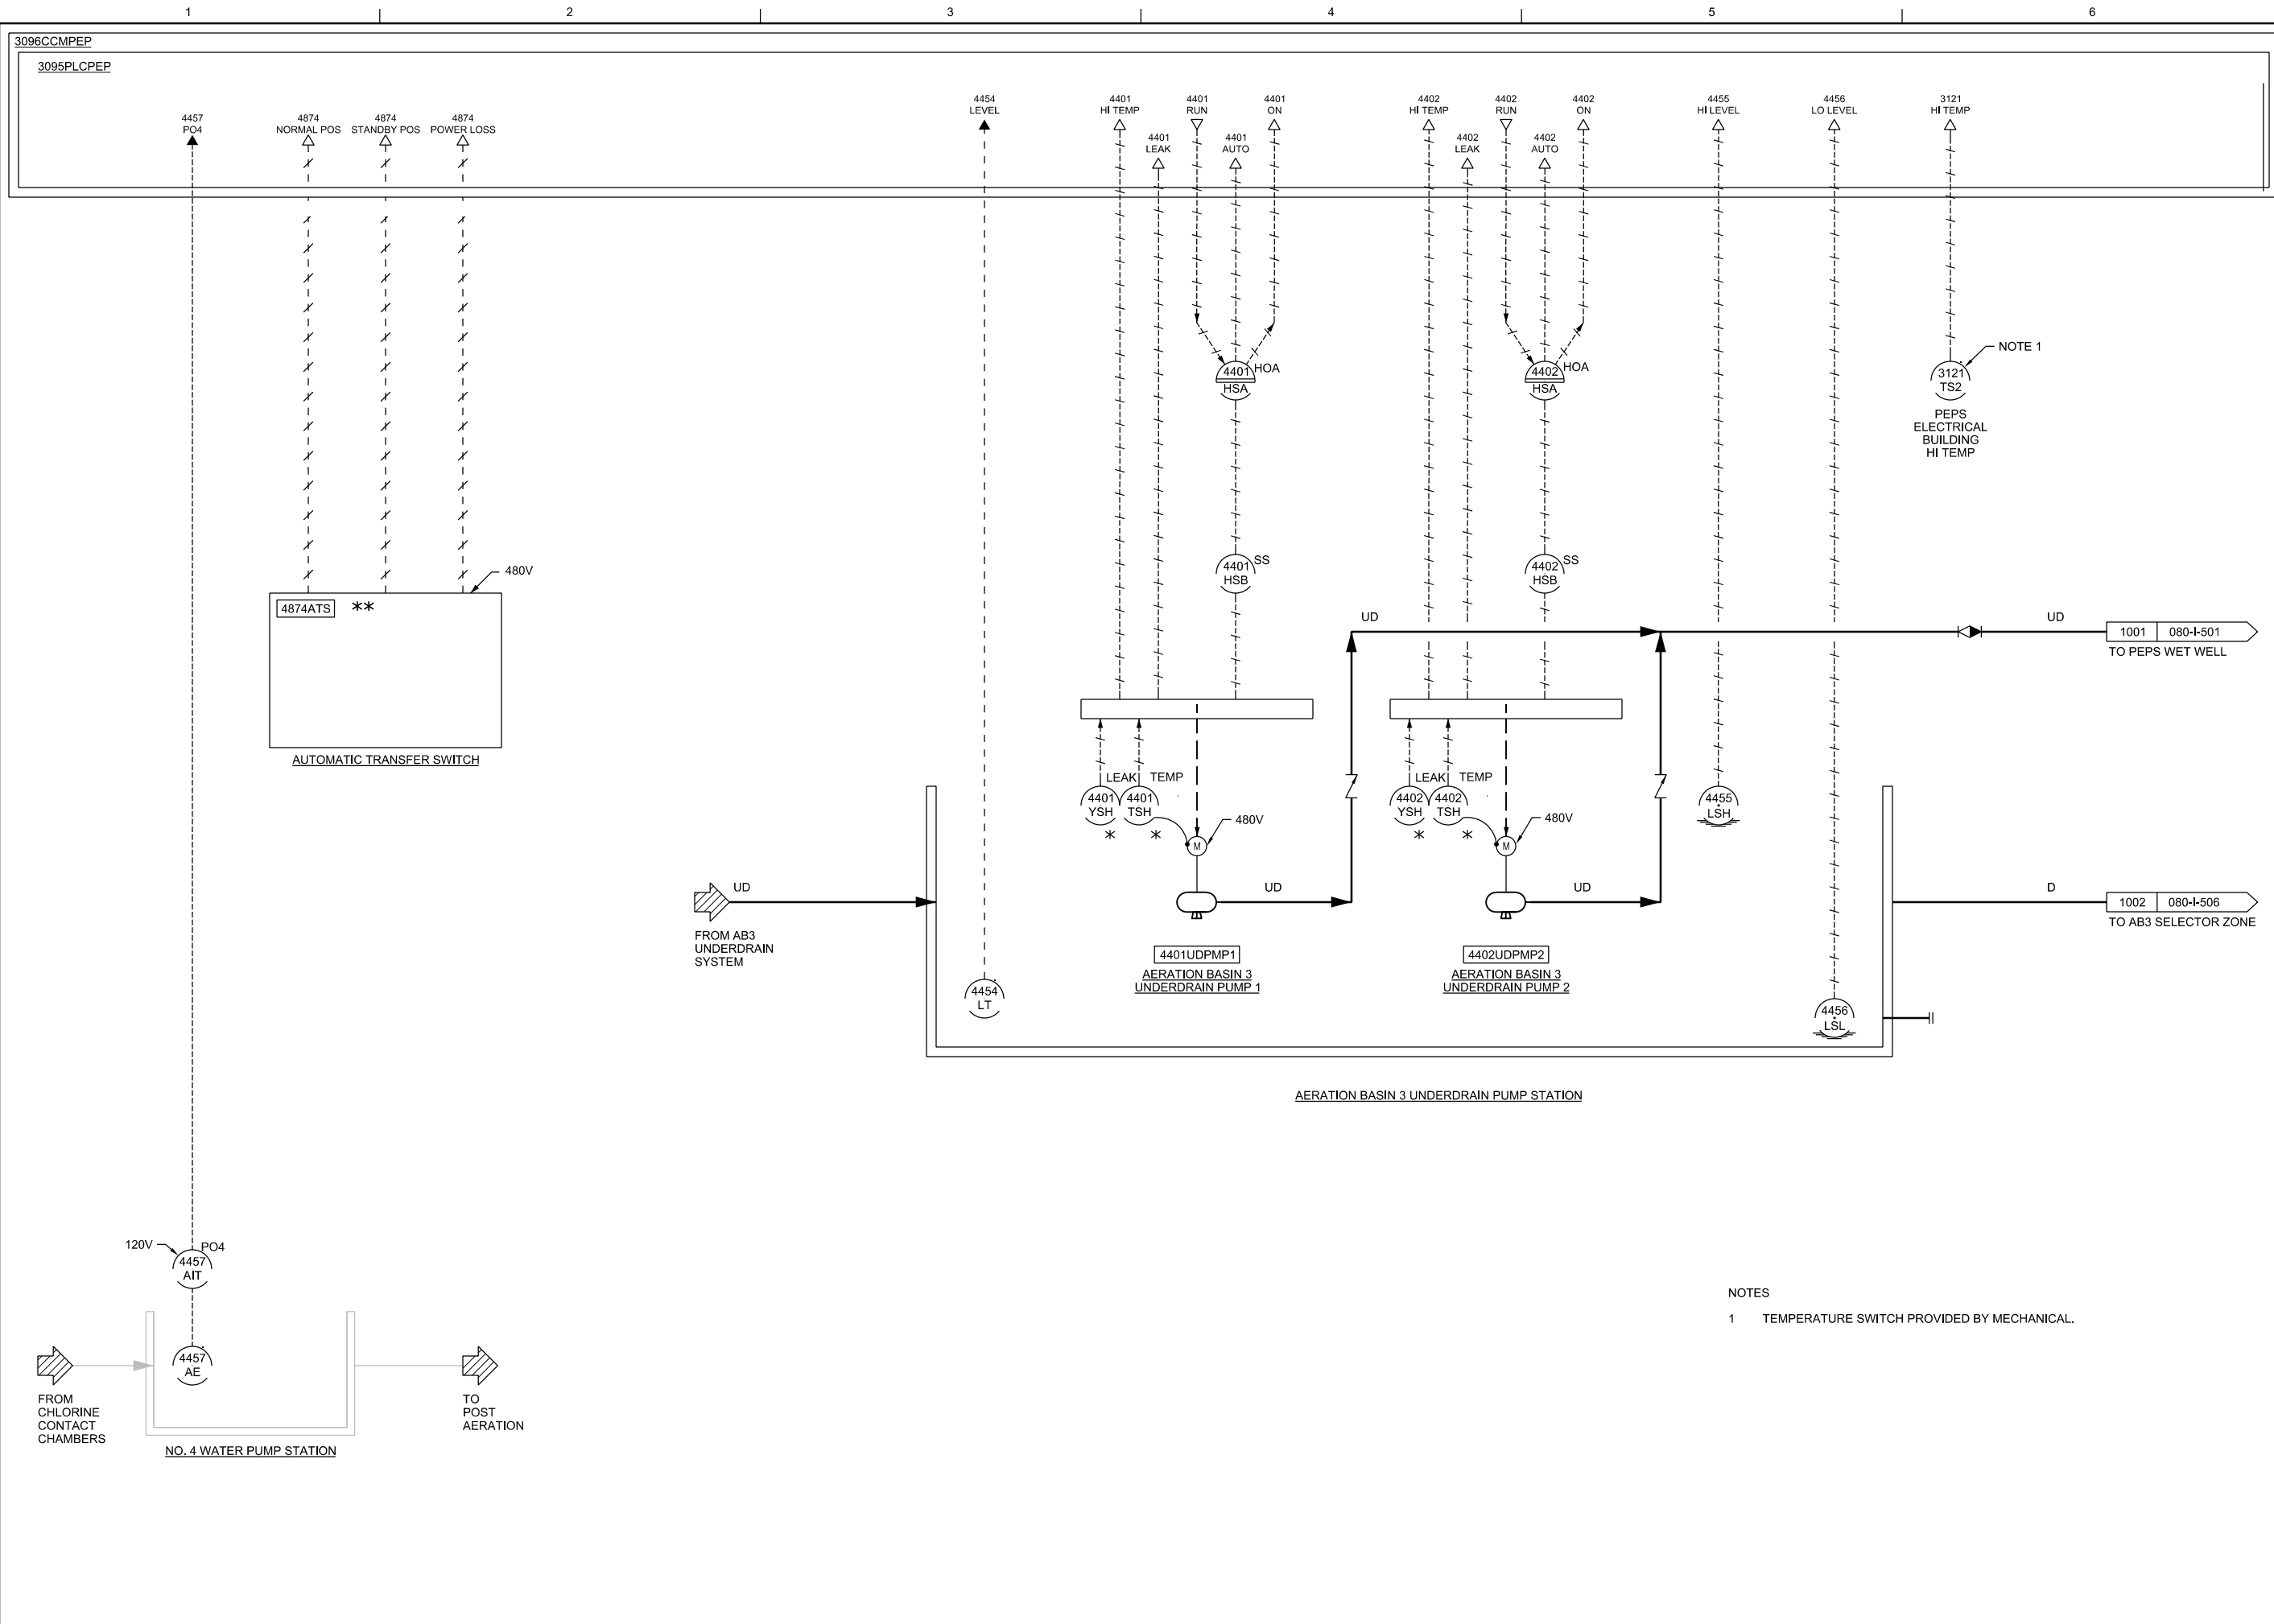 1 2 3 4 5 6
3096CCMPEP
3095PLCPEP
4457
PO4
4874
NORMAL POS
4874
STANDBY POS
4874
POWER LOSS
4454
LEVEL
4401
HI TEMP
4401
LEAK
4401
RUN
4401
AUTO
4401
ON
4402
HI TEMP
4402
LEAK
4402
RUN
4402
AUTO
4402
ON
4455
HI LEVEL
4456
LO LEVEL
3121
HI TEMP
4401
HSA
HOA
4402
HSA
HOA
NOTE 1
3121
TS2
PEPS
ELECTRICAL
BUILDING
HI TEMP
4401
HSB
SS
4402
HSB
SS
480V
4874ATS **
AUTOMATIC TRANSFER SWITCH
UD
UD
1001 080-I-501
TO PEPS WET WELL
LEAK TEMP
4401
YSH
*
4401
TSH
*
480V
M
LEAK TEMP
4402
YSH
*
4402
TSH
*
480V
M
4455
LSH
UD
FROM AB3
UNDERDRAIN
SYSTEM
UD
UD
D
1002 080-I-506
TO AB3 SELECTOR ZONE
4401UDPMP1
AERATION BASIN 3
UNDERDRAIN PUMP 1
4402UDPMP2
AERATION BASIN 3
UNDERDRAIN PUMP 2
4454
LT
4456
LSL
AERATION BASIN 3 UNDERDRAIN PUMP STATION
120V
PO4
4457
AIT
4457
AE
FROM
CHLORINE
CONTACT
CHAMBERS
TO
POST
AERATION
NO. 4 WATER PUMP STATION
NOTES
1 TEMPERATURE SWITCH PROVIDED BY MECHANICAL.